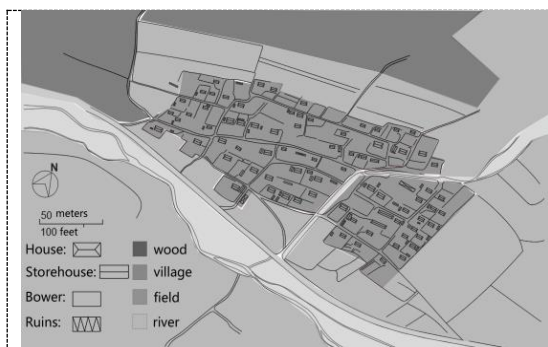 N
50 meters
100 feet
House:
Storehouse:
Bower:
Ruins:
wood
village
field
river